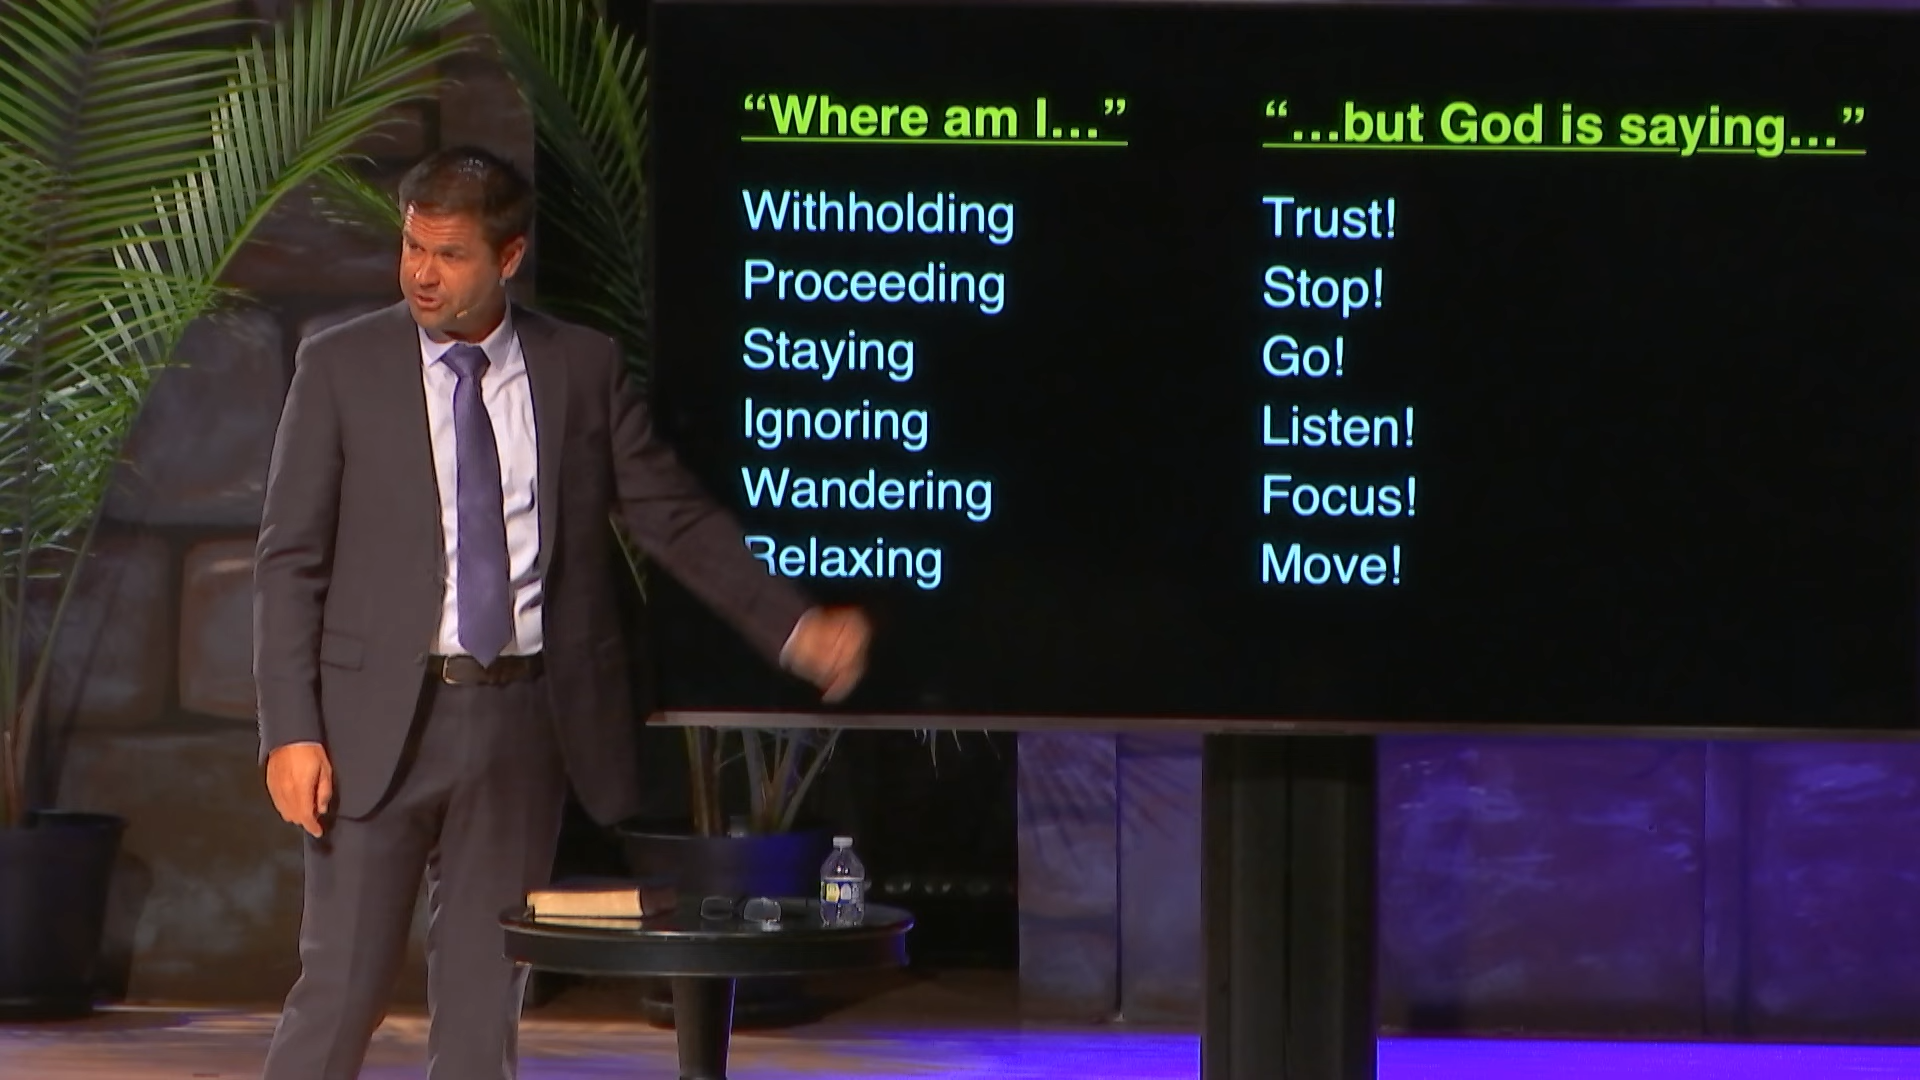 “Where am I...”
Withholding
Proceeding
Staying
Ignoring
Wandering
Relaxing
“...but God is saying...”
Trust!
Stop!
Go!
Listen!
Focus!
Move!